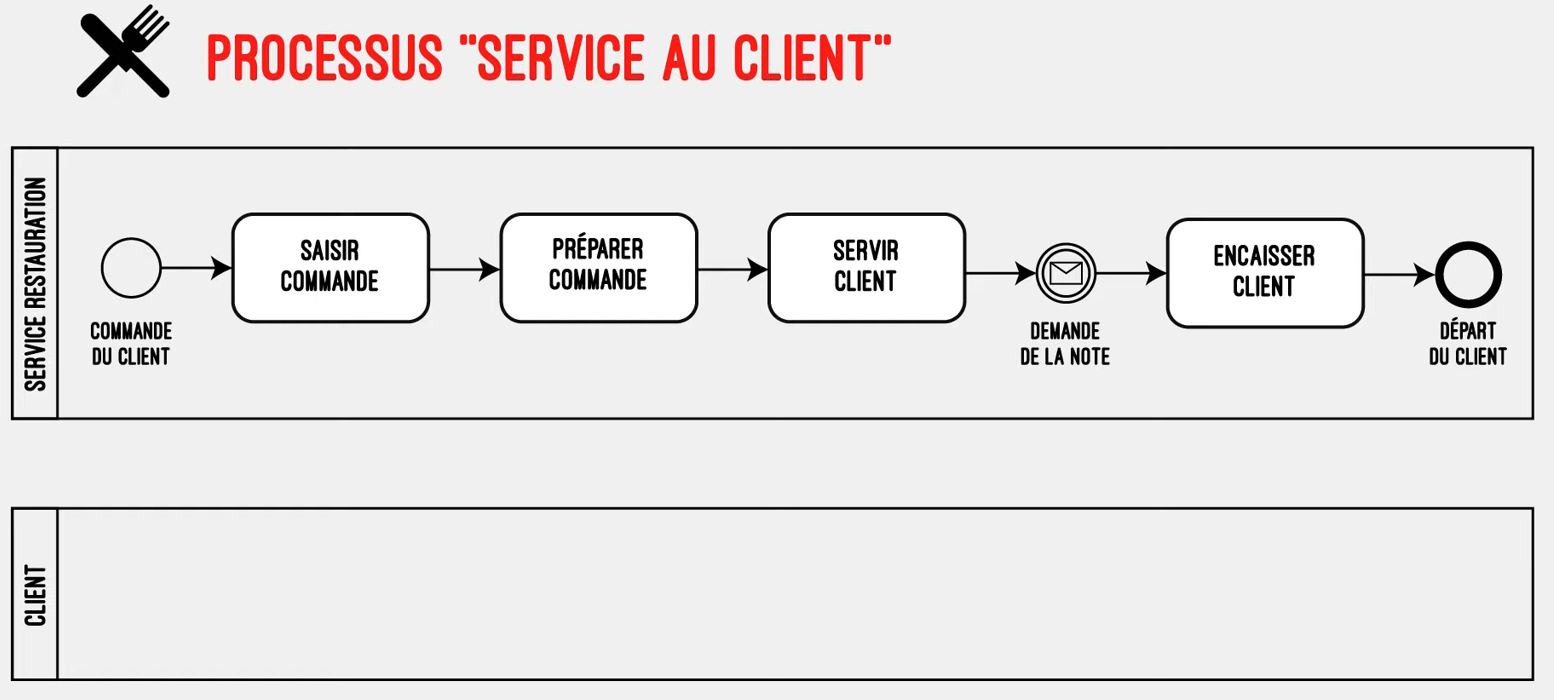 PROCESSUS "SERVICE AU CLIENT"
SERVICE RESTAURATION
COMMANDE
DU CLIENT
SAISIR
COMMANDE
PRÉPARER
COMMANDE
SERVIR
CLIENT
DEMANDE
DE LA NOTE
ENCAISSER
CLIENT
DÉPART
DU CLIENT
CLIENT